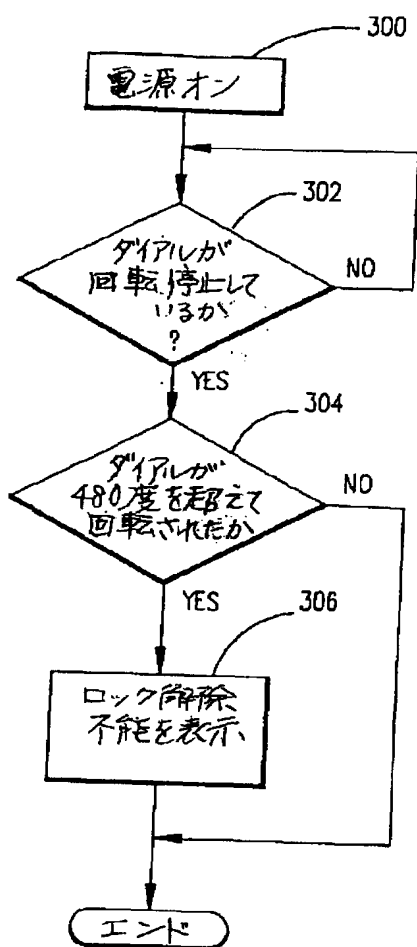 300
電源オン
302
ダイアルが
回転停止して
いるか
?
NO
YES
304
ダイアルが
480度を超えて
回転されたか
NO
YES
306
ロック解除
不能を表示
エンド